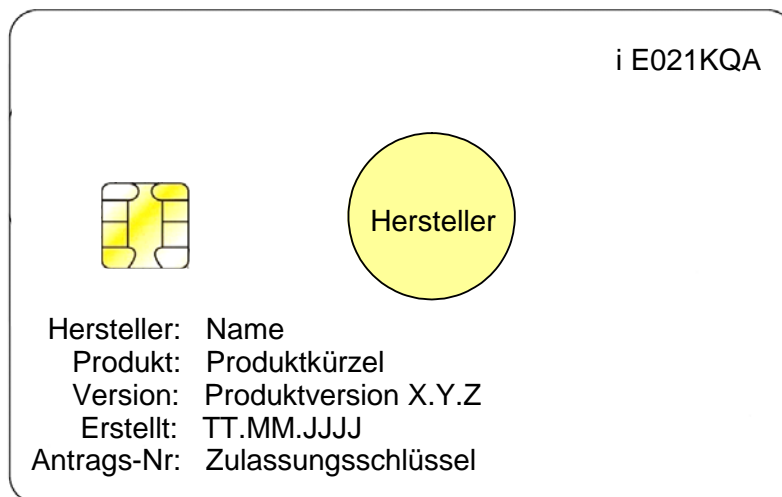 i E021KQA
Hersteller
Hersteller: Name
Produkt: Produktkürzel
Version: Produktversion X.Y.Z
Erstellt: TT.MM.JJJJ
Antrags-Nr: Zulassungsschlüssel